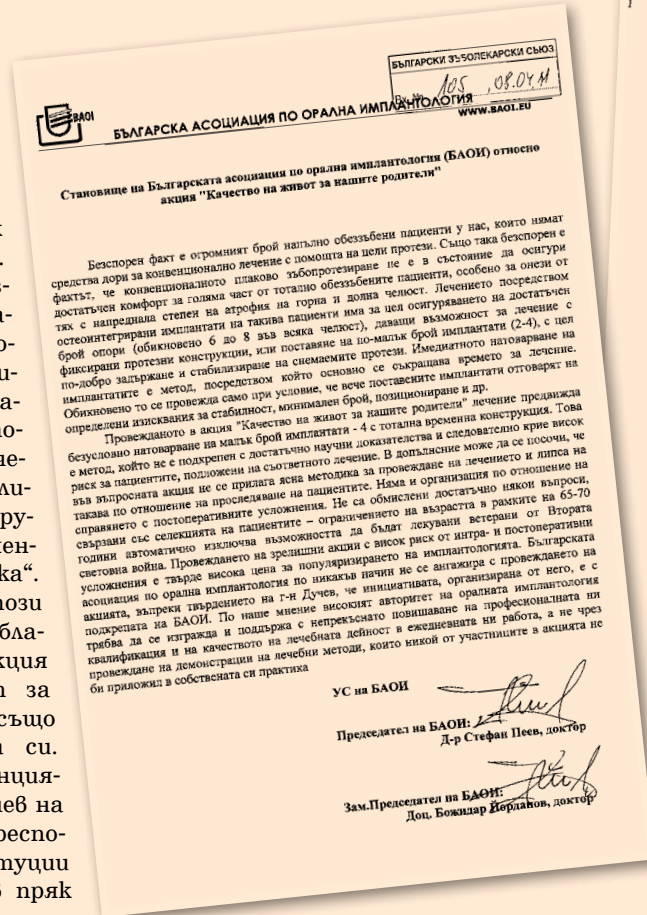 БЪЛГАРСКИ ЗЪБОЛЕКАРСКИ СЪЮЗ
Вх. № 105 , 08.04.11
БАОИ
БЪЛГАРСКА АСОЦИАЦИЯ ПО ОРАЛНА ИМПЛАНТОЛОГИЯ
WWW.BAOI.EU
Становище на Българската асоциация по орална имплантология (БАОИ) относно
акция "Качество на живот за нашите родители"
Безспорен факт е огромният брой напълно обеззъбени пациенти у нас, които нямат
средства дори за конвенционално лечение с помощта на цели протези. Също така безспорен е
фактът, че конвенционалното плаково зъбопротезиране не е в състояние да осигури
достатъчен комфорт за голяма част от тотално обеззъбените пациенти, особено за онези от
тях с напреднала степен на атрофия на горна и долна челюст. Лечението посредством
остеоинтегрирани имплантати на такива пациенти има за цел осигуряването на достатъчен
брой опори (обикновено 6 до 8 във всяка челюст), даващи възможност за лечение с
фиксирани протезни конструкции, или поставяне на по-малък брой имплантати (2-4), с цел
по-добро задържане и стабилизиране на снемаемите протези. Имедиатното натоварване на
имплантатите е метод, посредством който основно се съкращава времето за лечение.
Обикновено то се провежда само при условие, че вече поставените имплантати отговарят на
определени изисквания за стабилност, минимален брой, позициониране и др.
Провежданото в акция "Качество на живот за нашите родители" лечение предвижда
безусловно натоварване на малък брой имплантати - 4 с тотална временна конструкция. Това
е метод, който не е подкрепен с достатъчно научни доказателства и следователно крие висок
риск за пациентите, подложени на съответното лечение. В допълнение може да се посочи, че
във въпросната акция не се прилага ясна методика за провеждане на лечението и липса на
такава по отношение на проследяване на пациентите. Няма и организация по отношение на
справянето с постоперативните усложнения. Не са обмислени достатъчно някои въпроси,
свързани със селекцията на пациентите – ограничението на възрастта в рамките на 65-70
години автоматично изключва възможността да бъдат лекувани ветерани от Втората
световна война. Провеждането на зрелищни акции с висок риск от интра- и постоперативни
усложнения е твърде висока цена за популяризирането на имплантологията. Българската
асоциация по орална имплантология по никакъв начин не се ангажира с провеждането на
акцията, въпреки твърдението на г-н Дучев, че инициативата, организирана от него, е с
подкрепата на БАОИ. По наше мнение високият авторитет на оралната имплантология
трябва да се изгражда и поддържа с непрекъснато повишаване на професионалната ни
квалификация и на качеството на лечебната дейност в ежедневната ни работа, а не чрез
провеждане на демонстрации на лечебни методи, които никой от участниците в акцията не
би приложил в собствената си практика
УС на БАОИ
Председател на БАОИ:
Д-р Стефан Пеев, доктор
Зам.Председател на БАОИ:
Доц. Божидар Йорданов, доктор
к
.
з-
а-
о-
и-
а-
о-
че-
ли-
ру-
мен-
ка“.
този
бла-
кция
т за
също
т си.
нция-
ев на
респо-
туции
в пряк